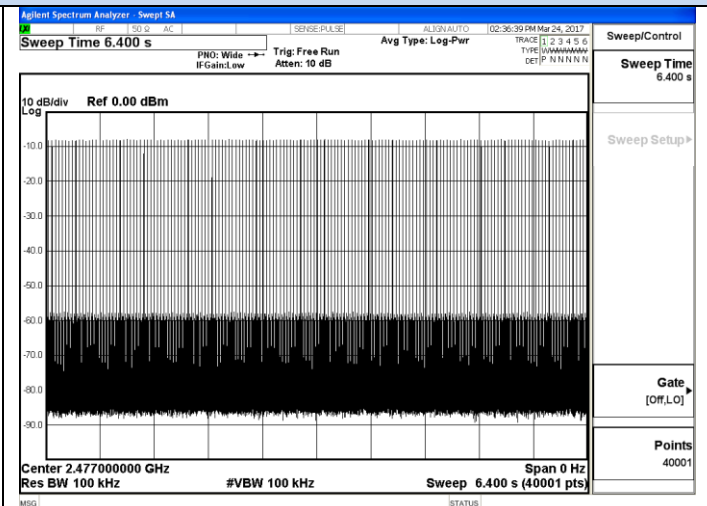 Agilent Spectrum Analyzer - Swept SA
RF 50 Ω AC SENSE:PULSE ALIGN AUTO 02:36:39 PM Mar 24, 2017
Sweep Time 6.400 s
PNO: Wide Trig: Free Run Avg Type: Log-Pwr TRACE 1 2 3 4 5 6
IFGain:Low Atten: 10 dB TYPE
DET P N N N N N
10 dB/div Ref 0.00 dBm
Log
-10.0
-20.0
-30.0
-40.0
-50.0
-60.0
-70.0
-80.0
-90.0
Center 2.477000000 GHz Span 0 Hz
Res BW 100 kHz #VBW 100 kHz Sweep 6.400 s (40001 pts)
MSG STATUS
Sweep/Control
Sweep Time
6.400 s
Sweep Setup
Gate
[Off,LO]
Points
40001